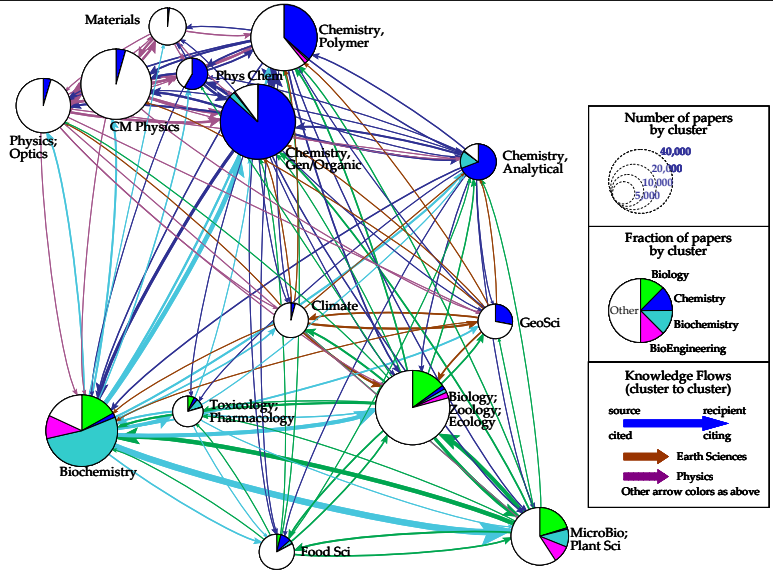 Materials
Chemistry,
Polymer
Phys Chem
CM Physics
Physics;
Optics
Chemistry,
Gen/Organic
Chemistry,
Analytical
Climate
GeoSci
Toxicology;
Pharmacology
Biology;
Zoology;
Ecology
Biochemistry
Food Sci
MicroBio;
Plant Sci
Number of papers
by cluster
40,000
20,000
10,000
5,000
Fraction of papers
by cluster
Biology
Chemistry
Other
Biochemistry
BioEngineering
Knowledge Flows
(cluster to cluster)
source recipient
cited citing
Earth Sciences
Physics
Other arrow colors as above